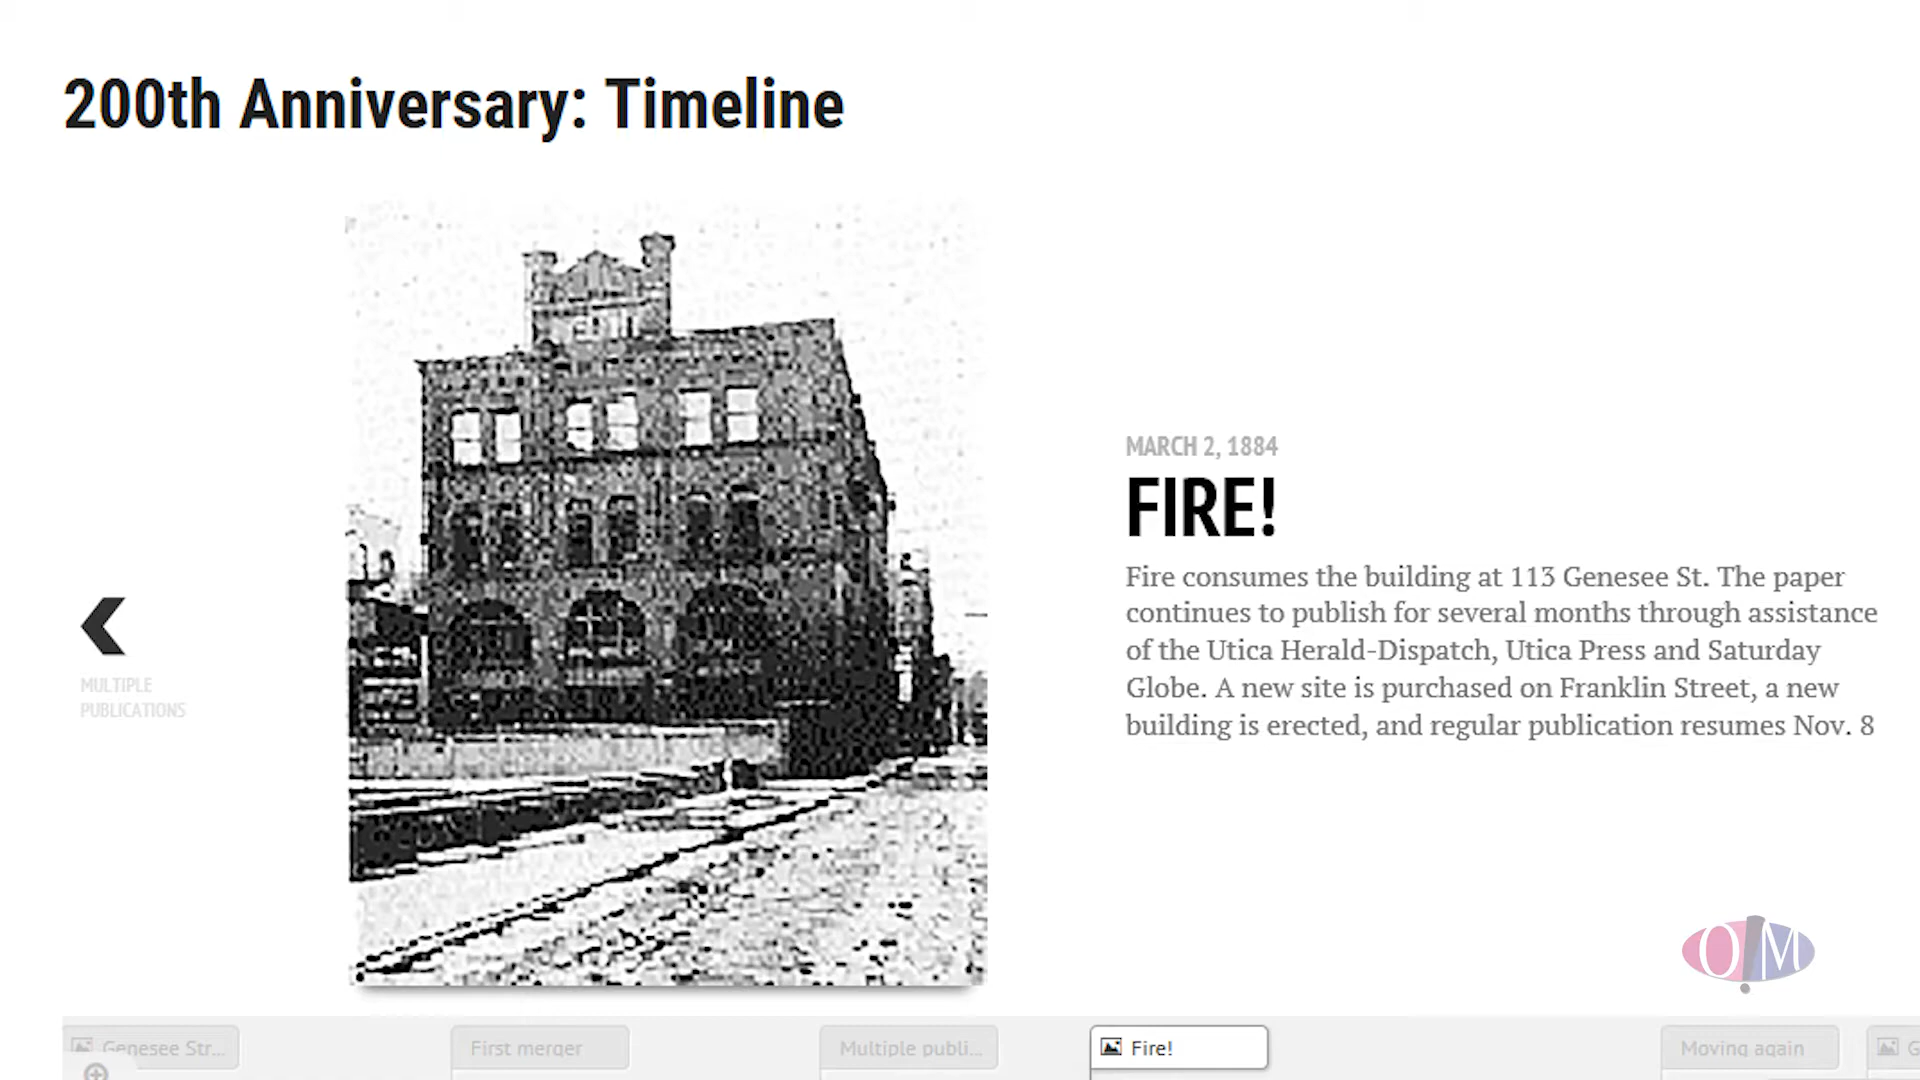 200th Anniversary: Timeline
MARCH 2, 1884
FIRE!
Fire consumes the building at 113 Genesee St. The paper
continues to publish for several months through assistance
of the Utica Herald-Dispatch, Utica Press and Saturday
Globe. A new site is purchased on Franklin Street, a new
building is erected, and regular publication resumes Nov. 8
MULTIPLE
PUBLICATIONS
O!M
Genesee Str...
First merger
Multiple publi...
Fire!
Moving again
G